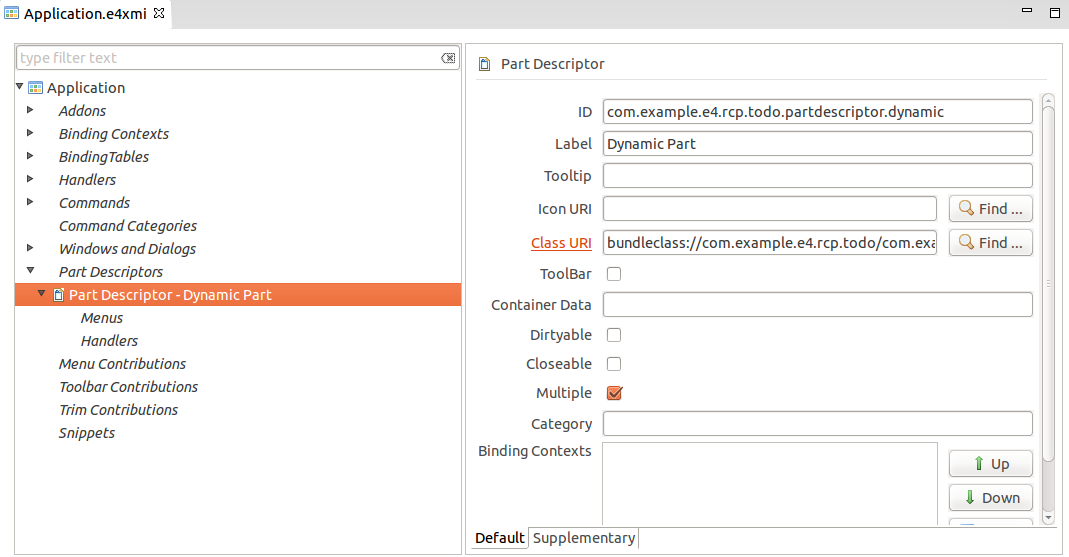 Application.e4xmi
type filter text
Application
Addons
Binding Contexts
BindingTables
Handlers
Commands
Command Categories
Windows and Dialogs
Part Descriptors
Part Descriptor - Dynamic Part
Menus
Handlers
Menu Contributions
Toolbar Contributions
Trim Contributions
Snippets
Part Descriptor
ID com.example.e4.rcp.todo.partdescriptor.dynamic
Label Dynamic Part
Tooltip
Icon URI Find ...
Class URI bundleclass://com.example.e4.rcp.todo/com.exa Find ...
ToolBar
Container Data
Dirtyable
Closeable
Multiple
Category
Binding Contexts
Up
Down
Default Supplementary